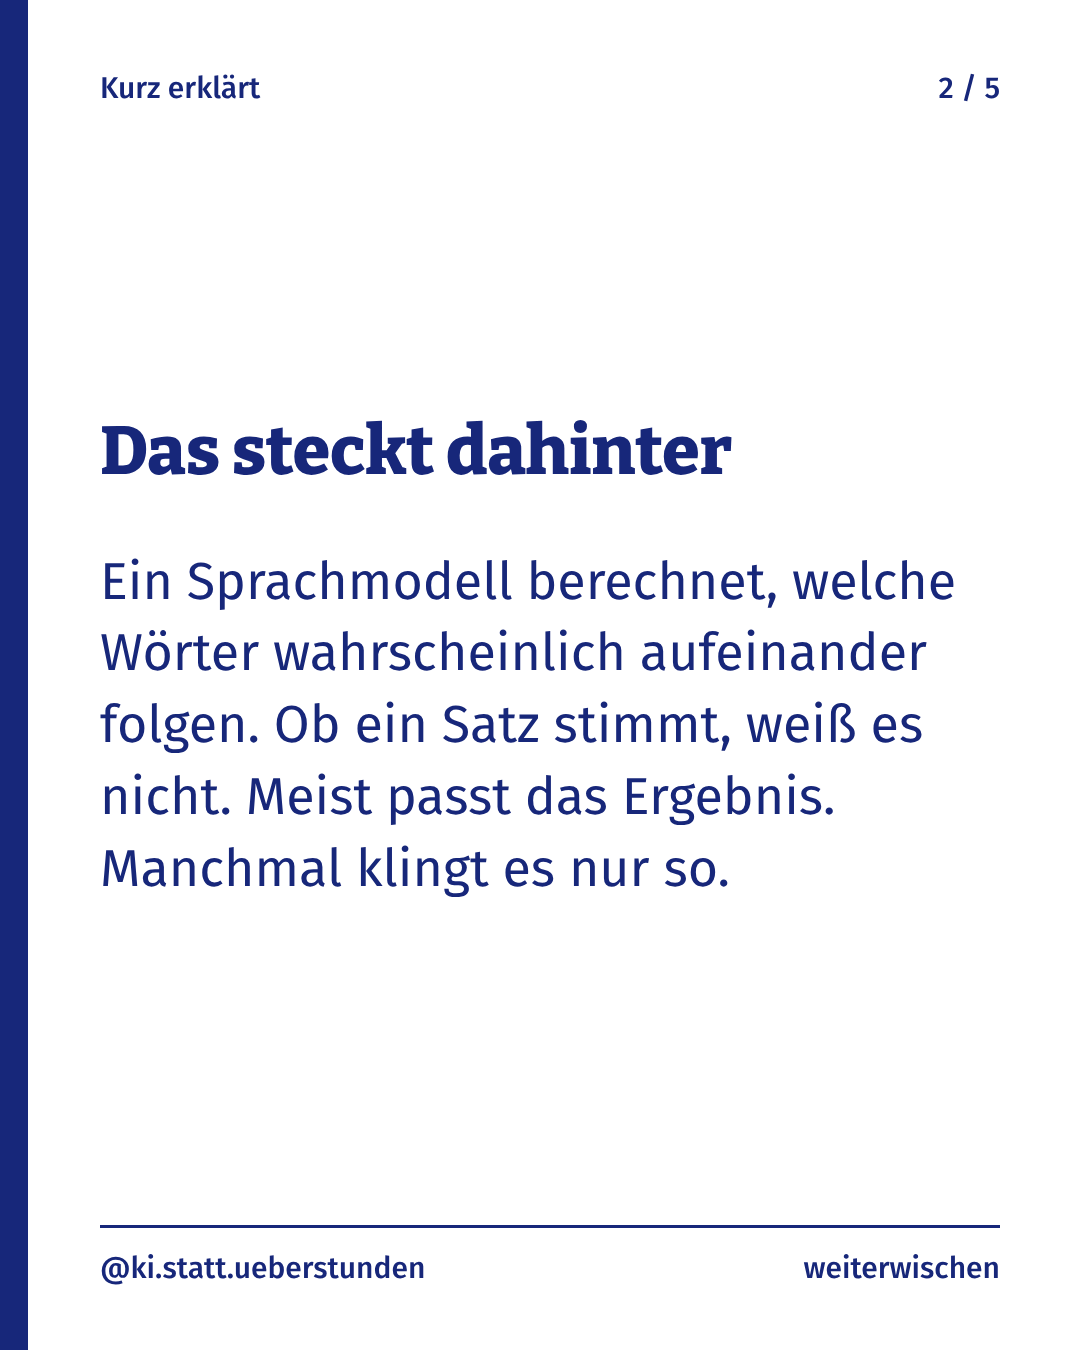 Kurz erklärt
2 / 5
Das steckt dahinter
Ein Sprachmodell berechnet, welche
Wörter wahrscheinlich aufeinander
folgen. Ob ein Satz stimmt, weiß es
nicht. Meist passt das Ergebnis.
Manchmal klingt es nur so.
@ki.statt.ueberstunden
weiterwischen